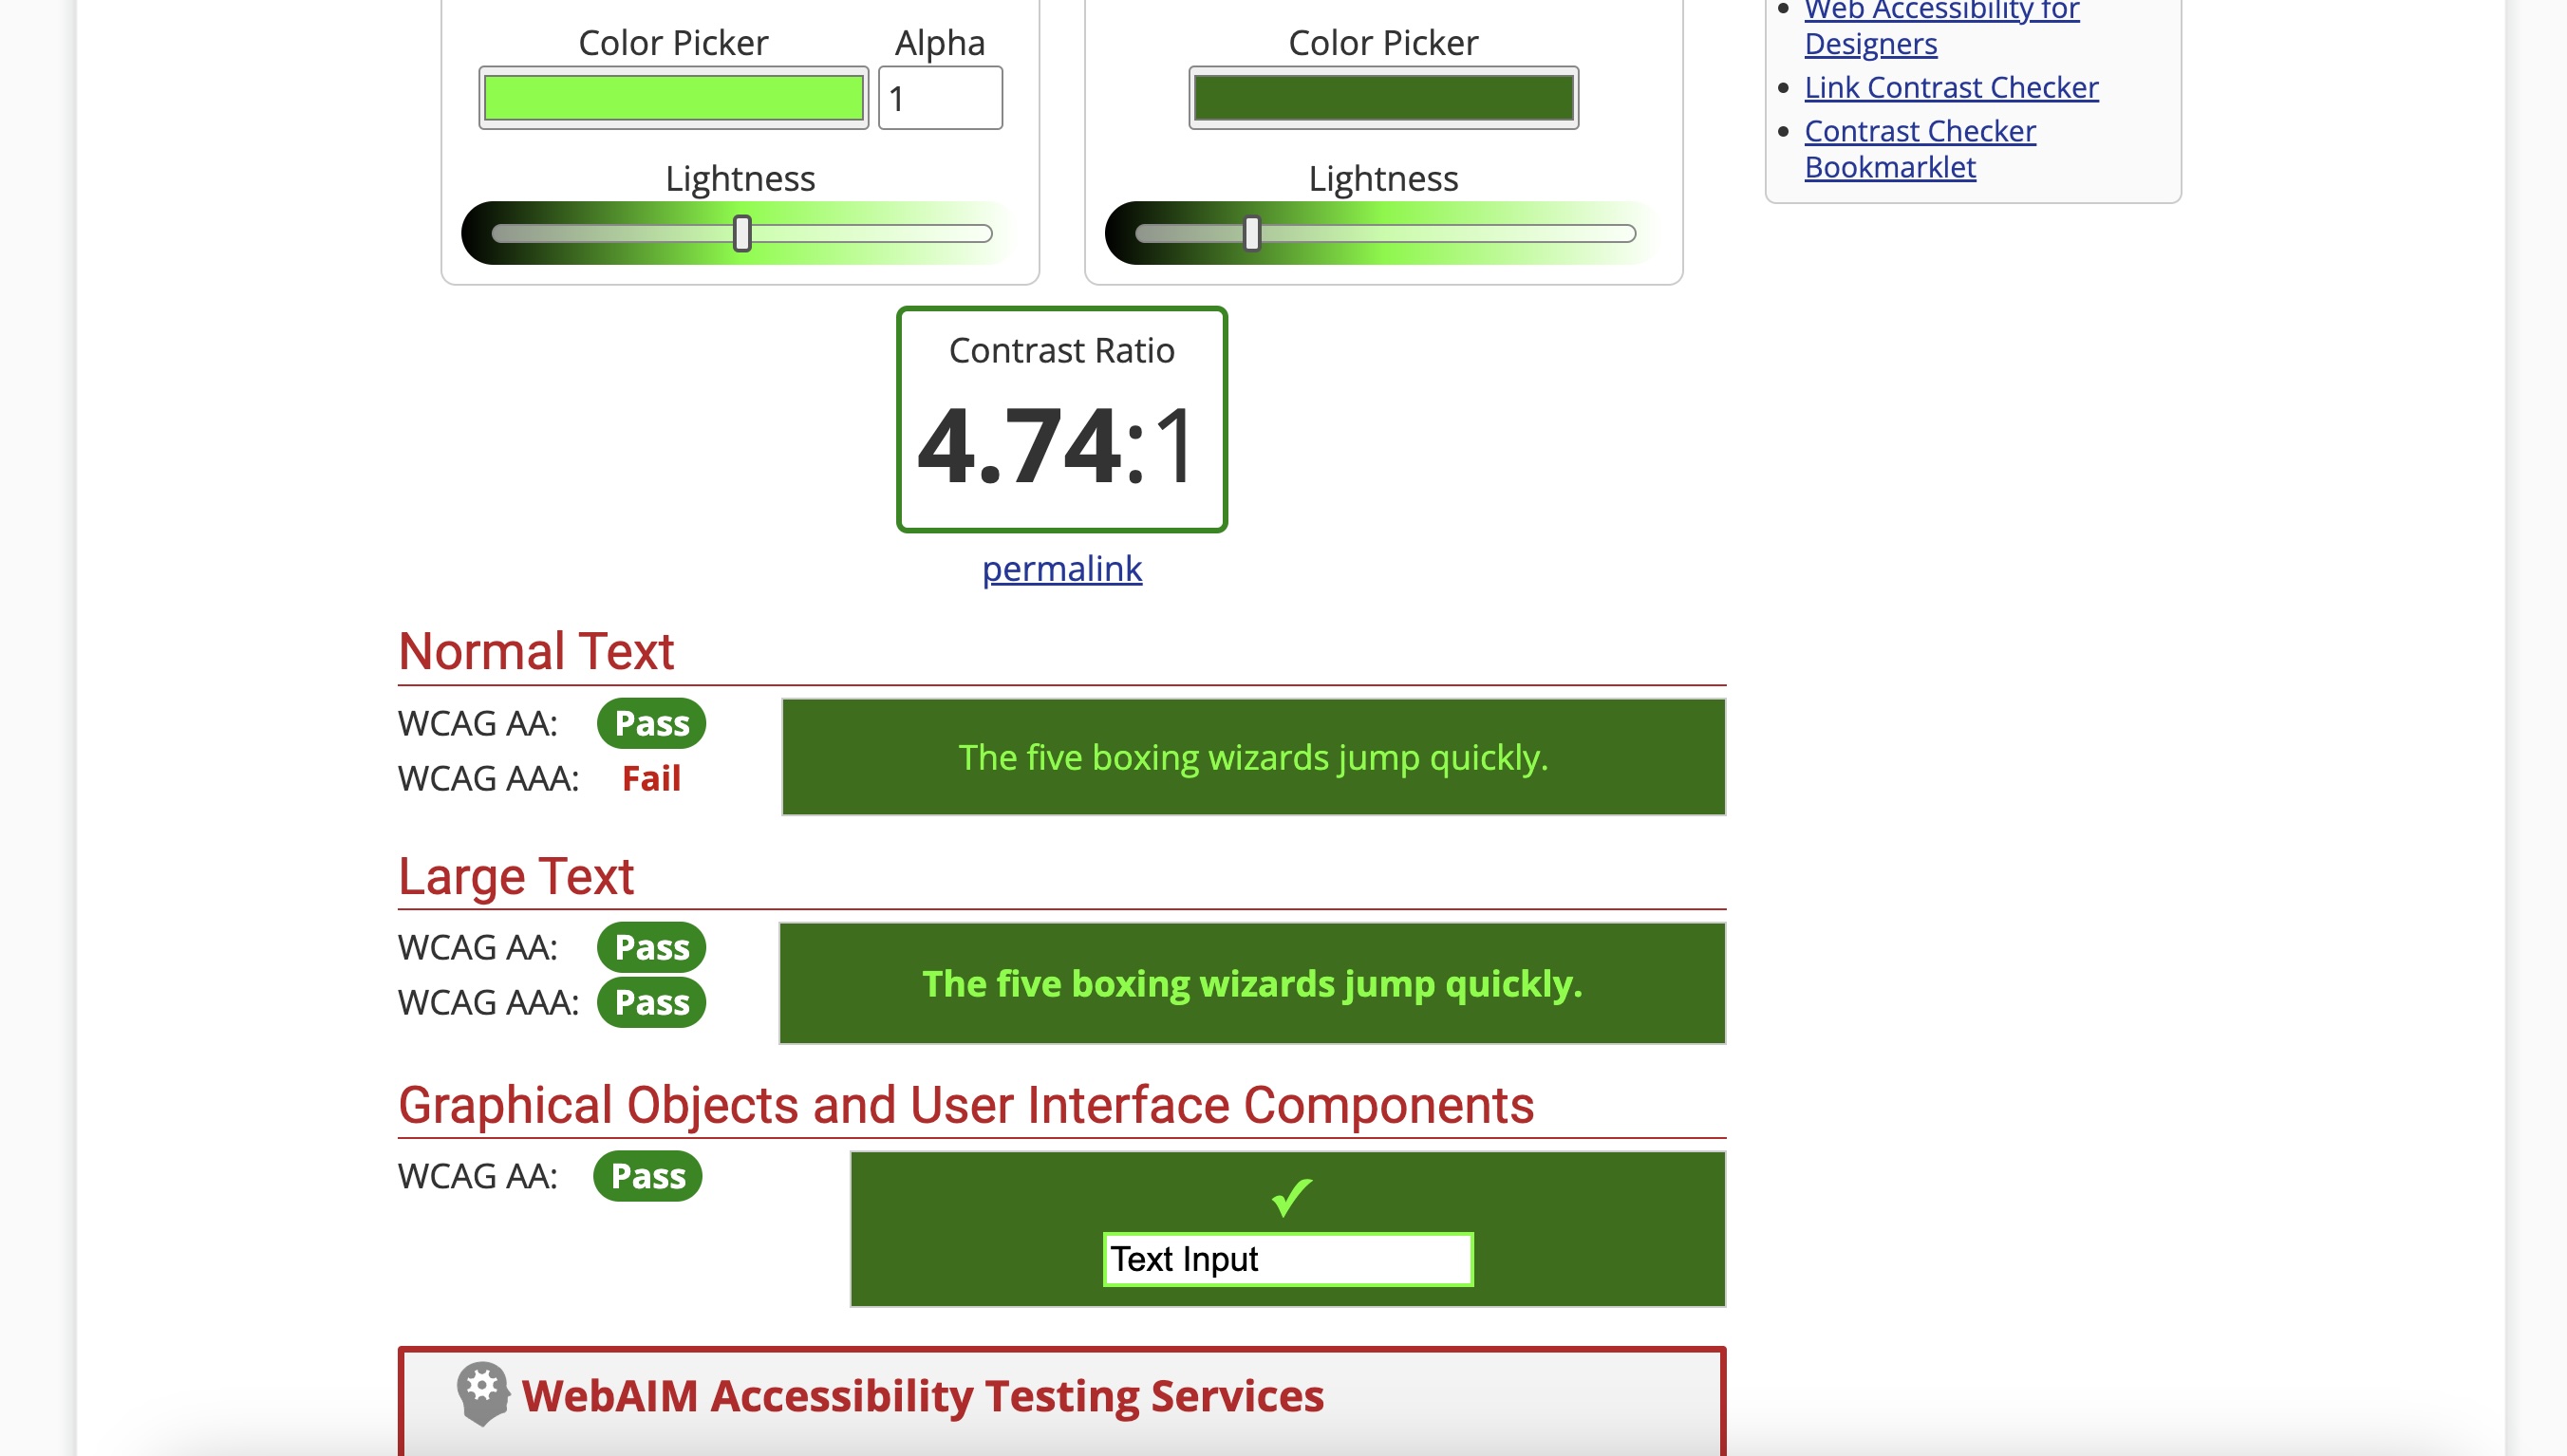 Color Picker
Alpha
1
Lightness
Color Picker
Lightness
Web Accessibility for
Designers
Link Contrast Checker
Contrast Checker
Bookmarklet
Contrast Ratio
4.74:1
permalink
Normal Text
WCAG AA: Pass
WCAG AAA: Fail
The five boxing wizards jump quickly.
Large Text
WCAG AA: Pass
WCAG AAA: Pass
The five boxing wizards jump quickly.
Graphical Objects and User Interface Components
WCAG AA: Pass
✓
Text Input
WebAIM Accessibility Testing Services